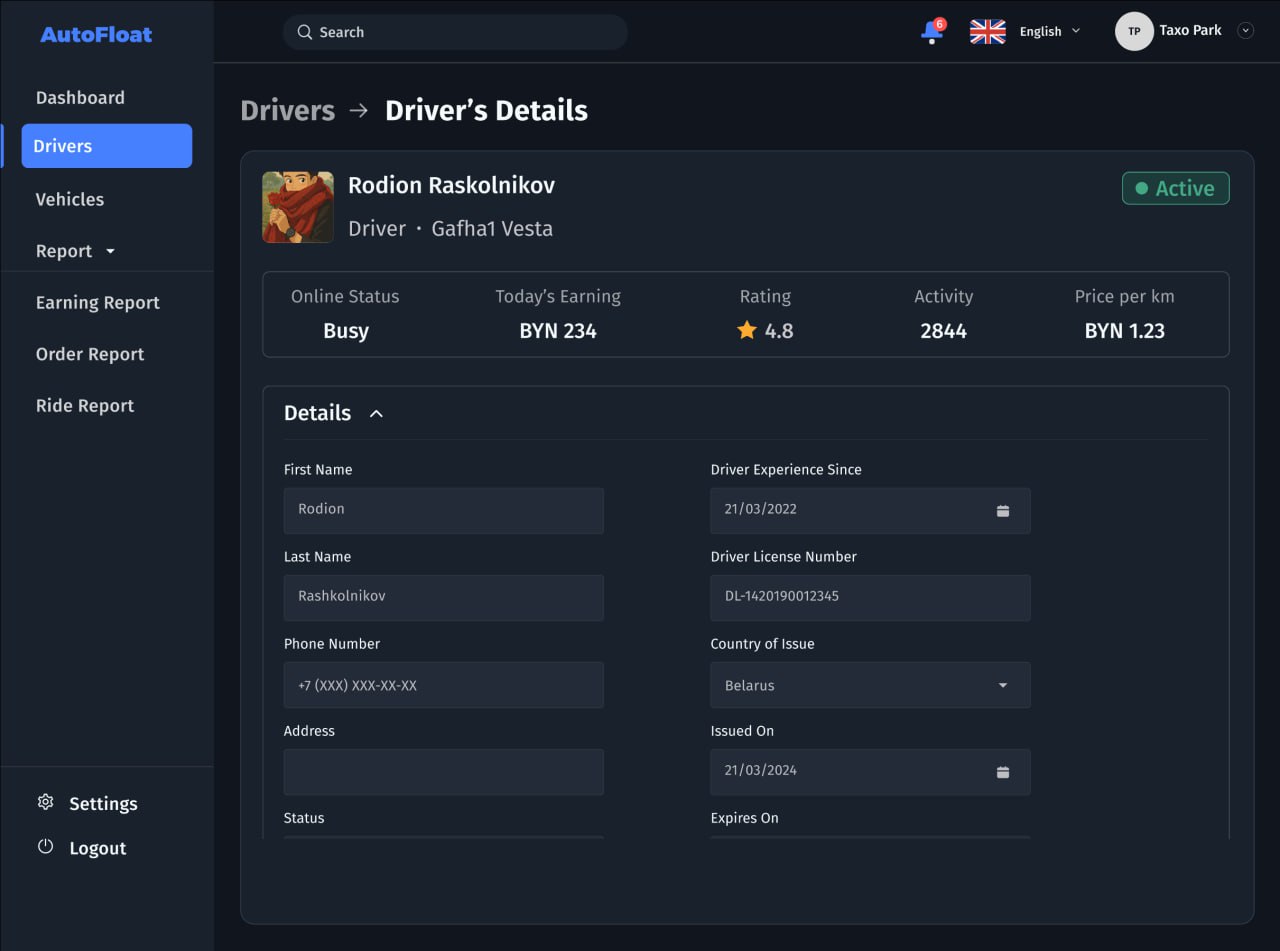 AutoFloat
Search
6
English
TP
Taxo Park
Dashboard
Drivers
Vehicles
Report
Earning Report
Order Report
Ride Report
Settings
Logout
Drivers → Driver’s Details
Rodion Raskolnikov
Driver · Gafha1 Vesta
Active
Online Status
Busy
Today’s Earning
BYN 234
Rating
4.8
Activity
2844
Price per km
BYN 1.23
Details
First Name
Rodion
Last Name
Rashkolnikov
Phone Number
+7 (XXX) XXX-XX-XX
Address
Status
Driver Experience Since
21/03/2022
Driver License Number
DL-1420190012345
Country of Issue
Belarus
Issued On
21/03/2024
Expires On